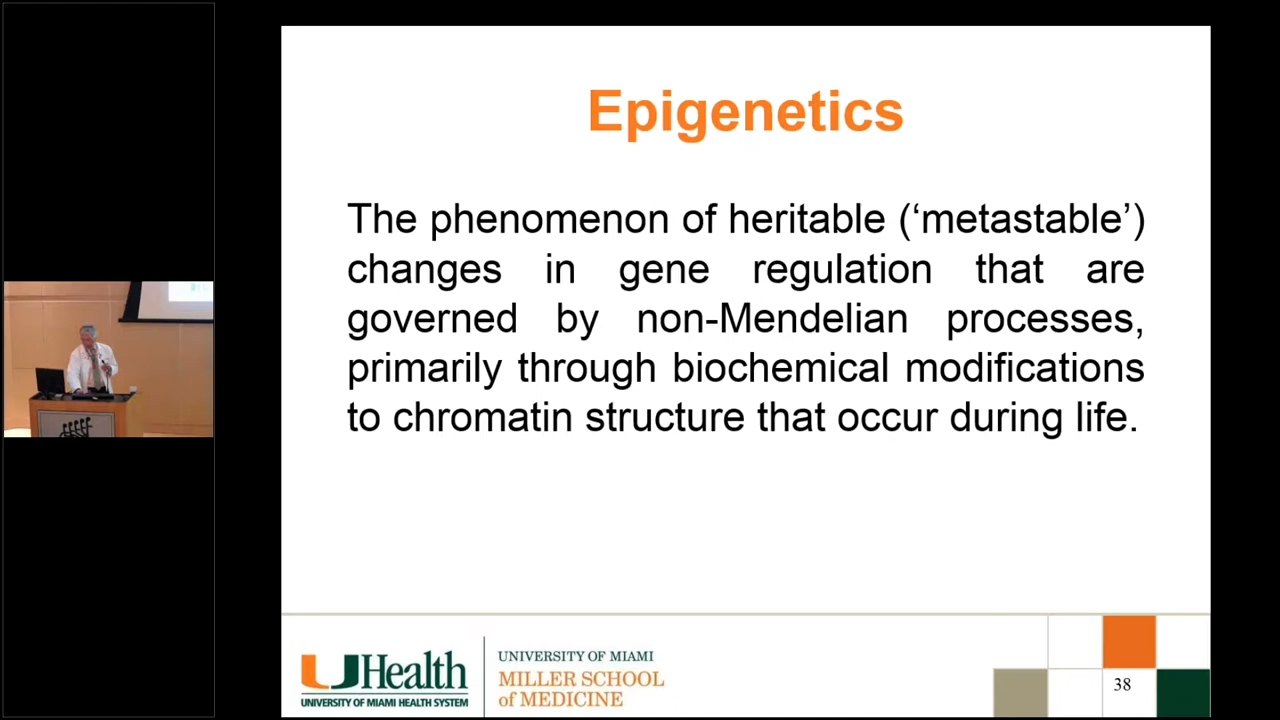 Epigenetics
The phenomenon of heritable (‘metastable’)
changes in gene regulation that are
governed by non-Mendelian processes,
primarily through biochemical modifications
to chromatin structure that occur during life.
UHealth
UNIVERSITY OF MIAMI HEALTH SYSTEM
UNIVERSITY OF MIAMI
MILLER SCHOOL
of MEDICINE
38